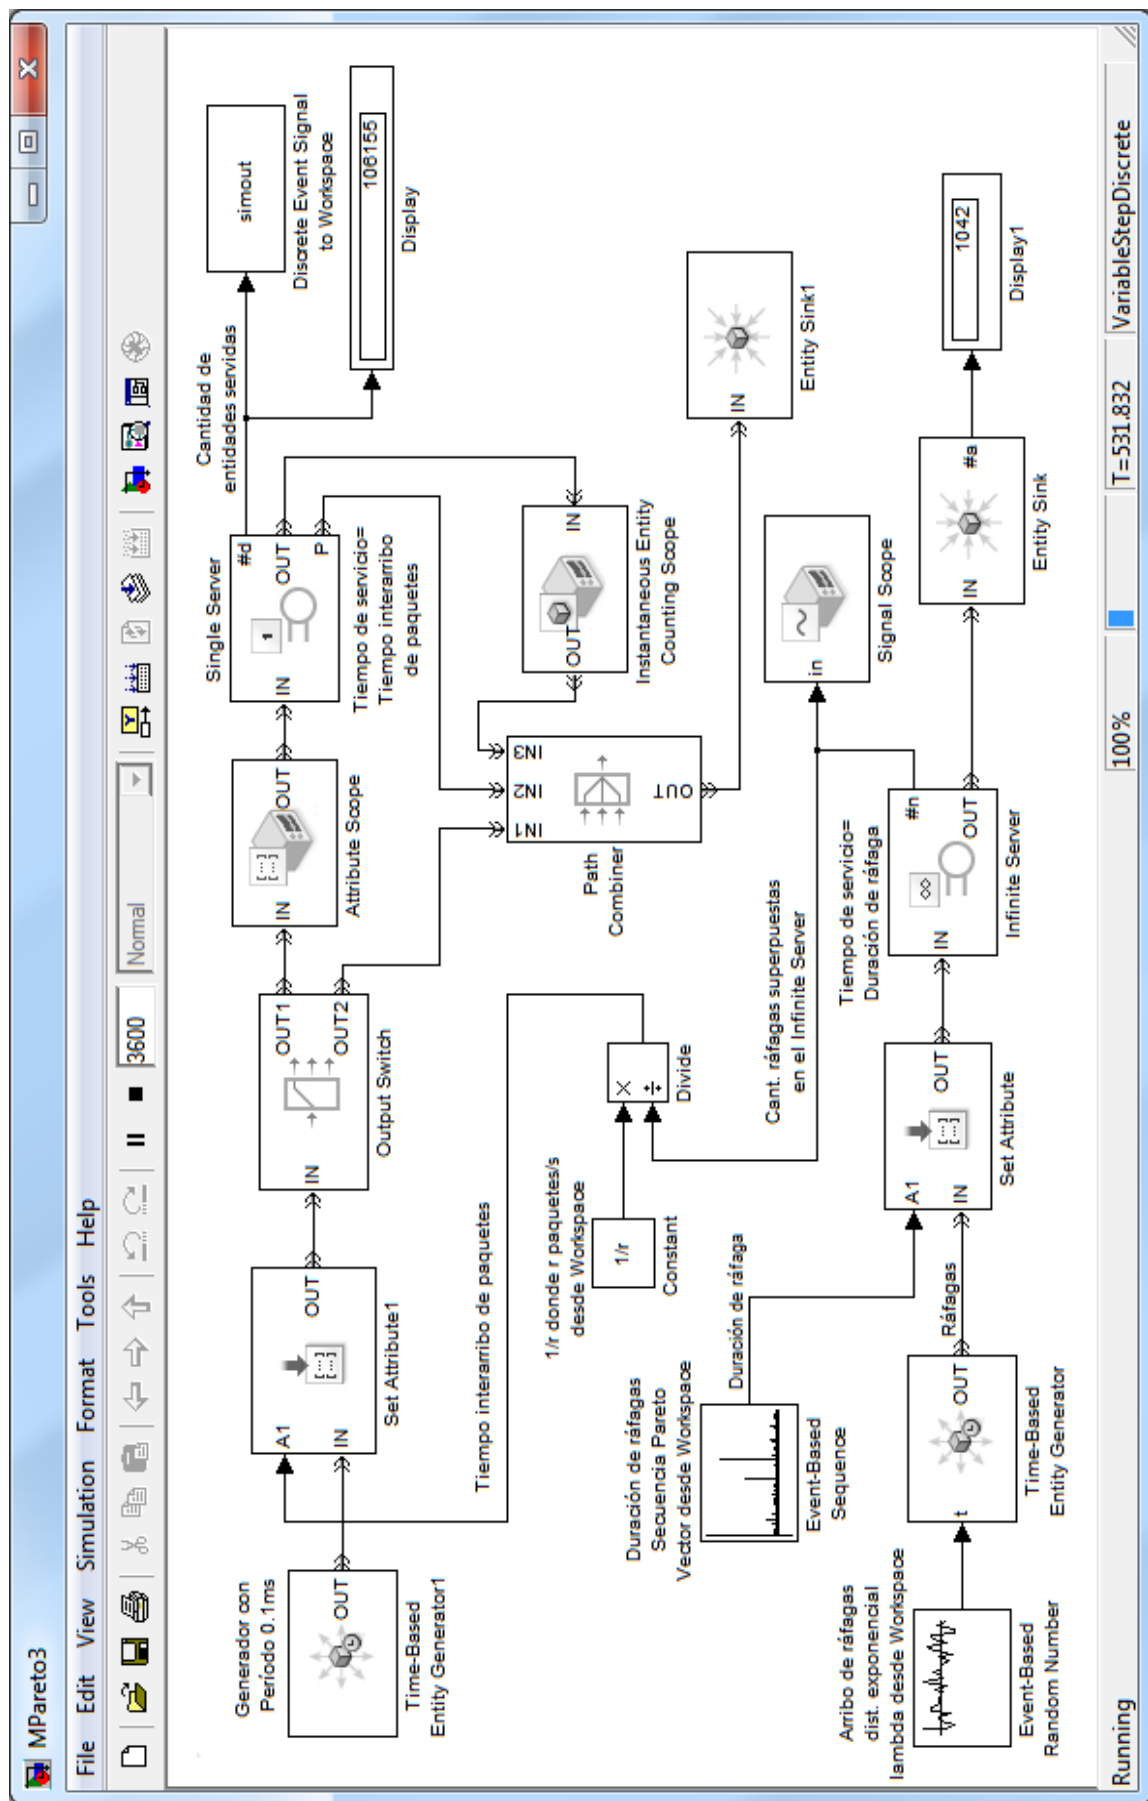 MPareto3
File Edit View Simulation Format Tools Help
3600
Normal
Generador con
Período 0.1ms
OUT
Time-Based
Entity Generator1
A1
IN
OUT
Set Attribute1
IN
OUT1
OUT2
Output Switch
IN
OUT
Attribute Scope
Single Server
IN
1
#d
OUT
P
Tiempo de servicio=
Tiempo interarribo
de paquetes
Cantidad de
entidades servidas
simout
Discrete Event Signal
to Workspace
106155
Display
Tiempo interarribo de paquetes
1/r donde r paquetes/s
desde Workspace
1/r
Constant
×
÷
Divide
IN1
IN2
IN3
OUT
Path
Combiner
IN
OUT
Instantaneous Entity
Counting Scope
IN
Entity Sink1
Duración de ráfagas
Secuencia Pareto
Vector desde Workspace
Event-Based
Sequence
Duración de ráfaga
Cant. ráfagas superpuestas
en el Infinite Server
in
Signal Scope
Arribo de ráfagas
dist. exponencial
lambda desde Workspace
Event-Based
Random Number
t
OUT
Time-Based
Entity Generator
Ráfagas
A1
IN
OUT
Set Attribute
Tiempo de servicio=
Duración de ráfaga
IN
∞
#n
OUT
Infinite Server
IN
#a
Entity Sink
1042
Display1
Running
100%
T=531.832
VariableStepDiscrete